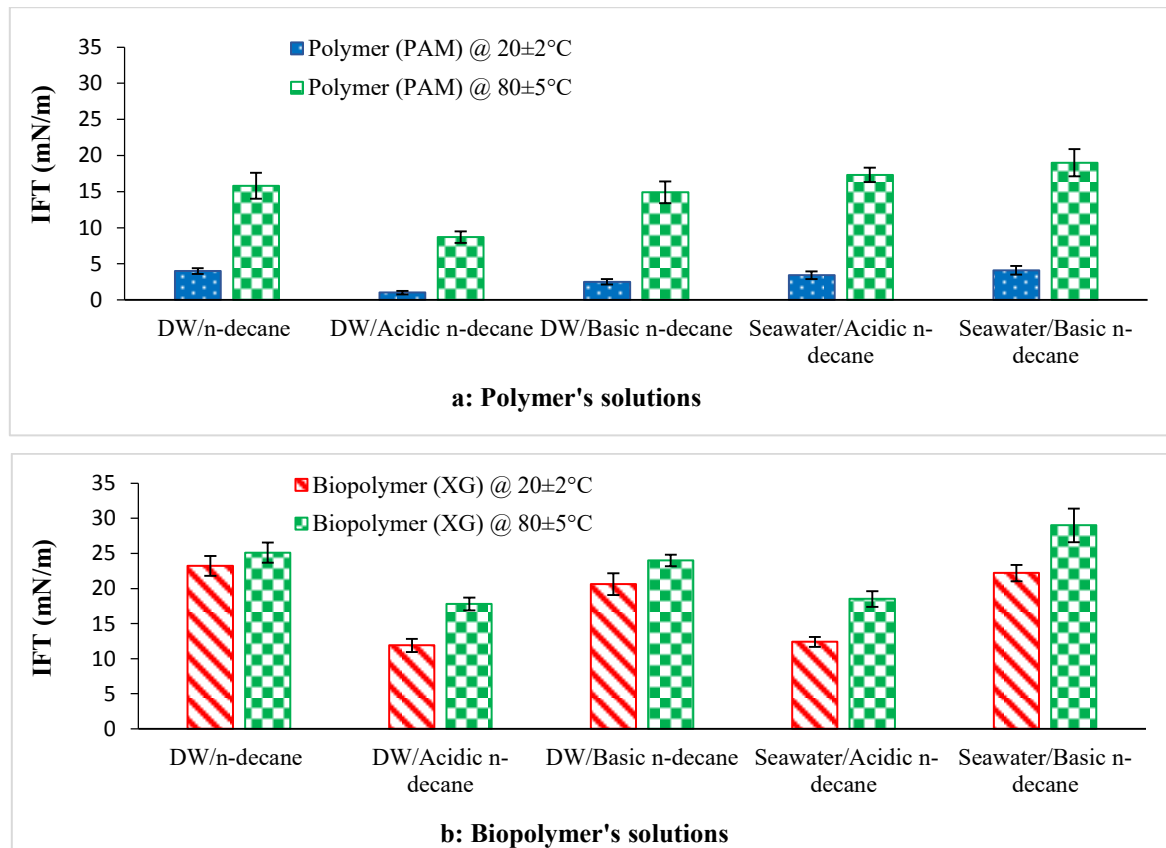 35
30
25
20
15
10
5
0
IFT (mN/m)
Polymer (PAM) @ 20±2°C
Polymer (PAM) @ 80±5°C
DW/n-decane
DW/Acidic n-decane
DW/Basic n-decane
Seawater/Acidic n-
decane
Seawater/Basic n-
decane
a: Polymer's solutions
35
30
25
20
15
10
5
0
IFT (mN/m)
Biopolymer (XG) @ 20±2°C
Biopolymer (XG) @ 80±5°C
DW/n-decane
DW/Acidic n-
decane
DW/Basic n-decane
Seawater/Acidic n-
decane
Seawater/Basic n-
decane
b: Biopolymer's solutions